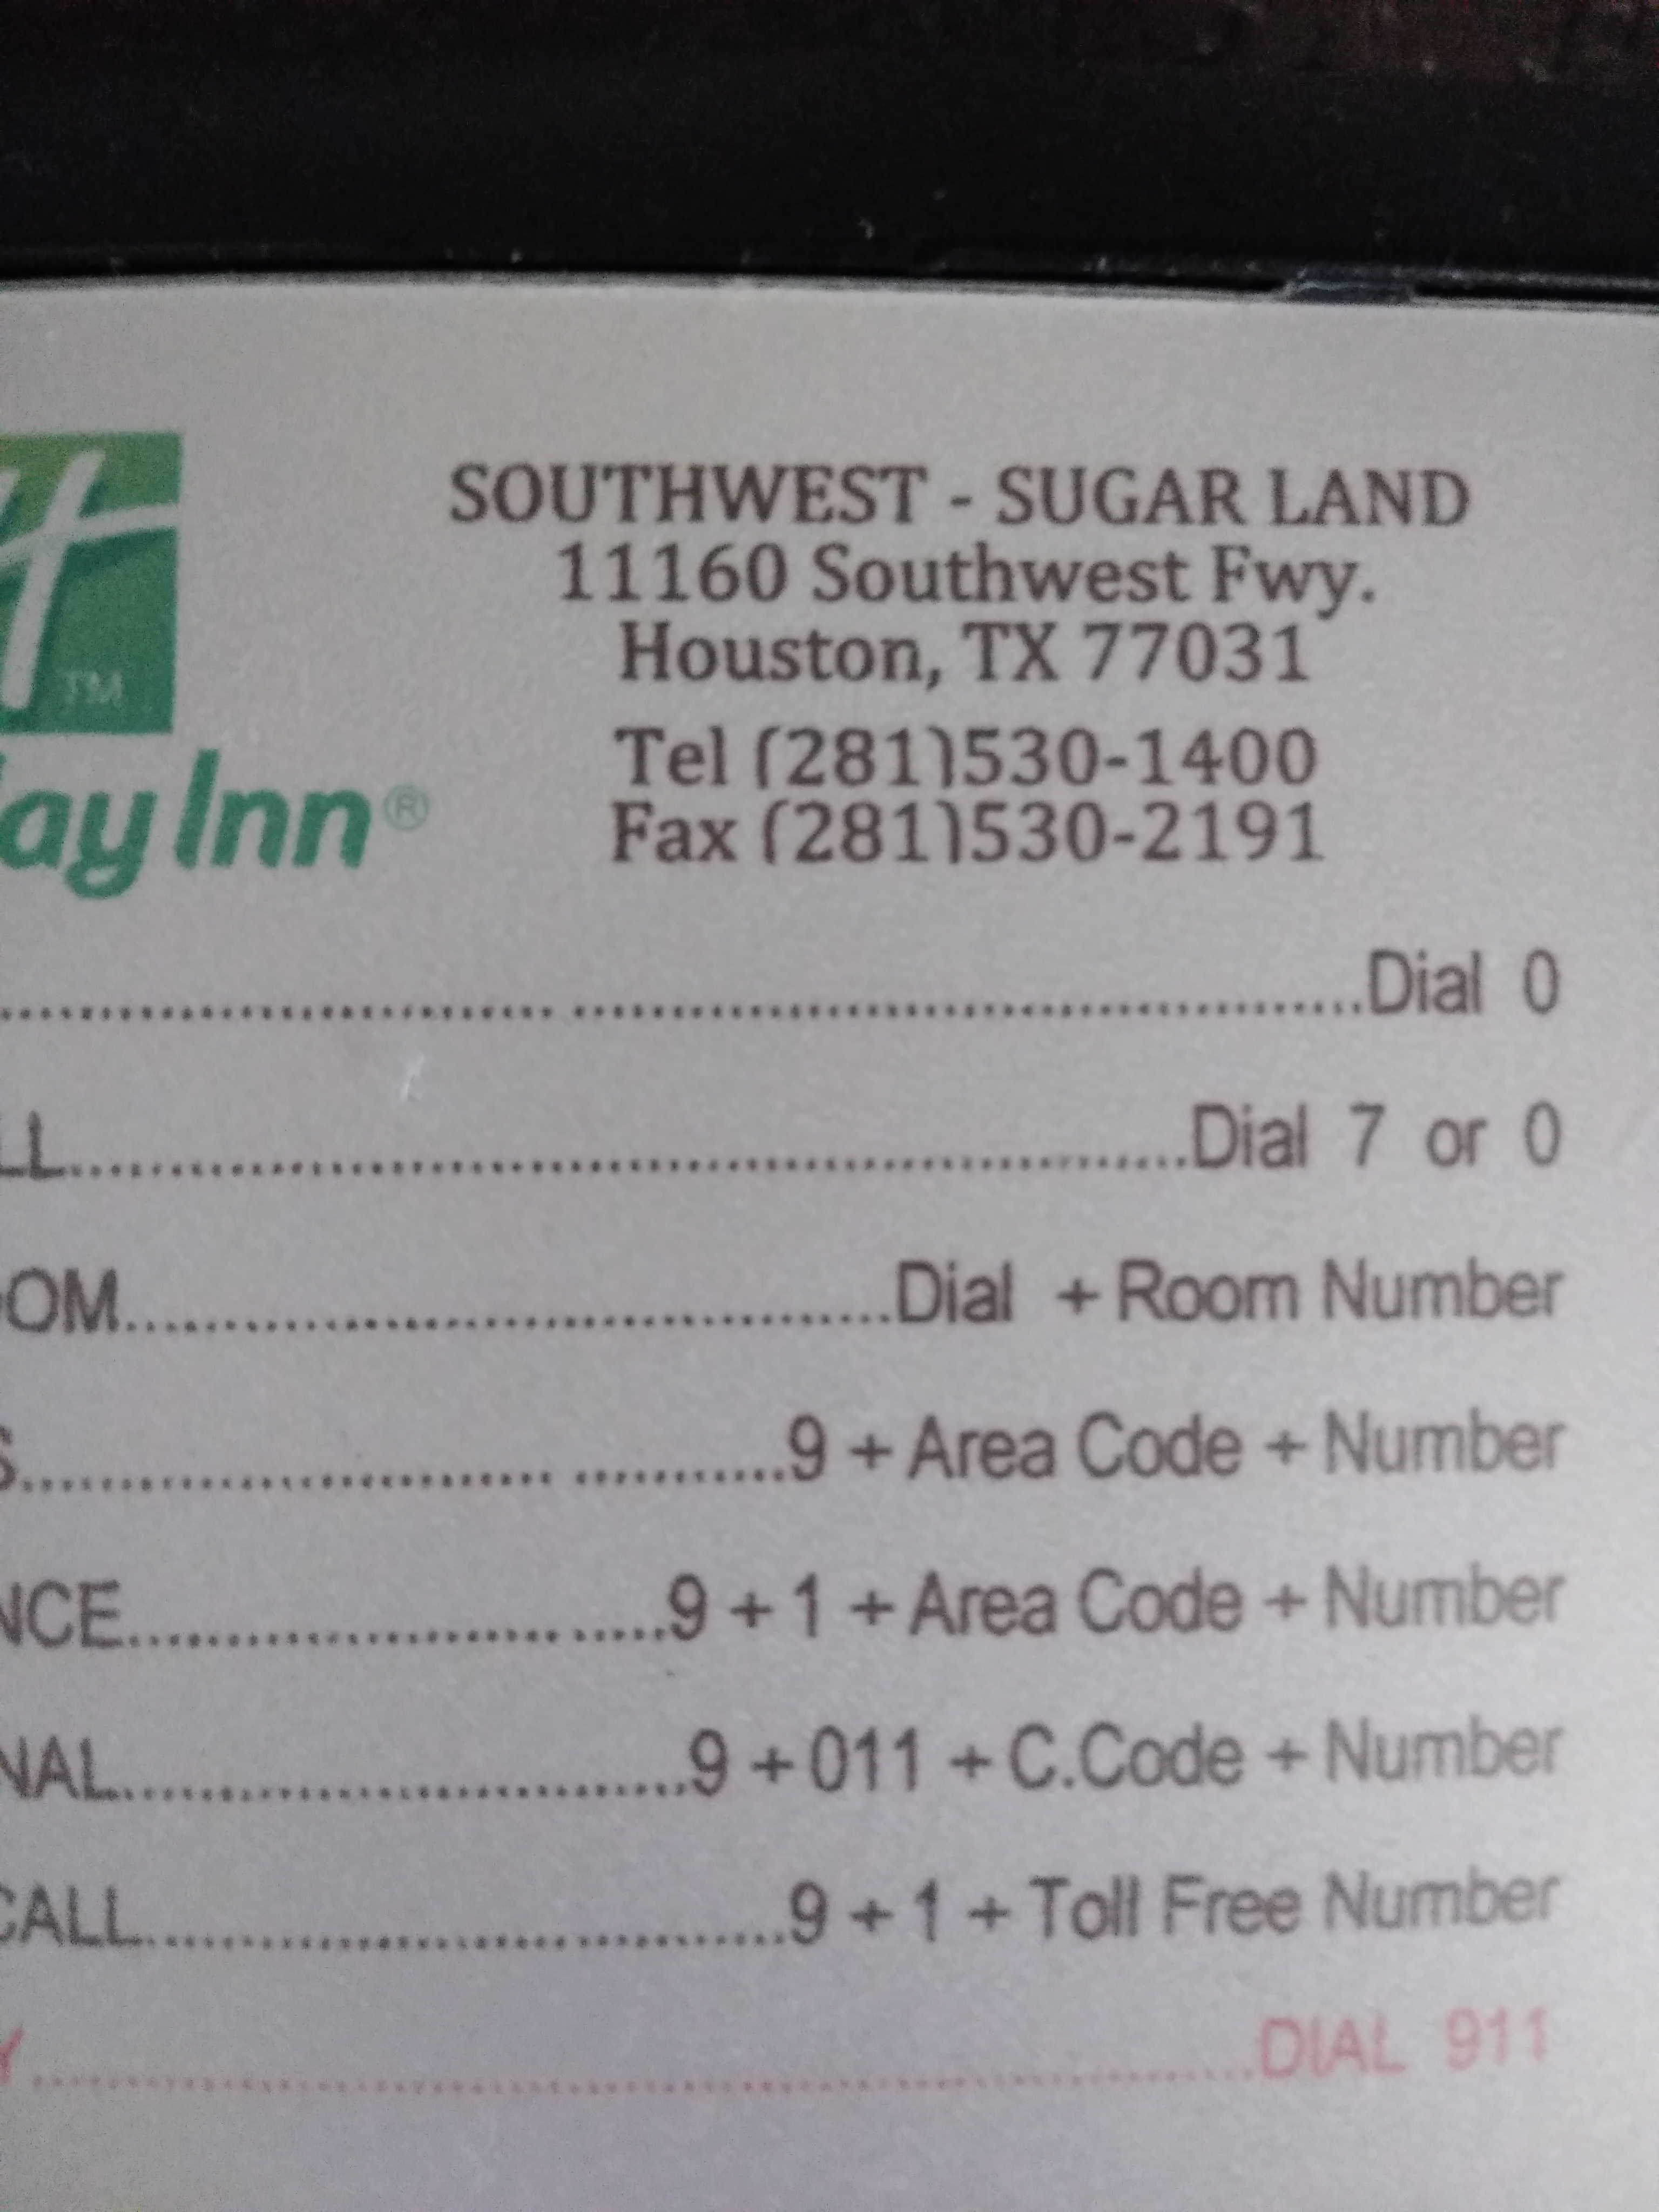 TM
ay Inn®
SOUTHWEST - SUGAR LAND
11160 Southwest Fwy.
Houston, TX 77031
Tel (281)530-1400
Fax (281)530-2191
Dial 0
LL Dial 7 or 0
OOM Dial + Room Number
S 9 + Area Code + Number
NCE 9 + 1 + Area Code + Number
NAL 9 + 011 + C.Code + Number
CALL 9 + 1 + Toll Free Number
Y DIAL 911